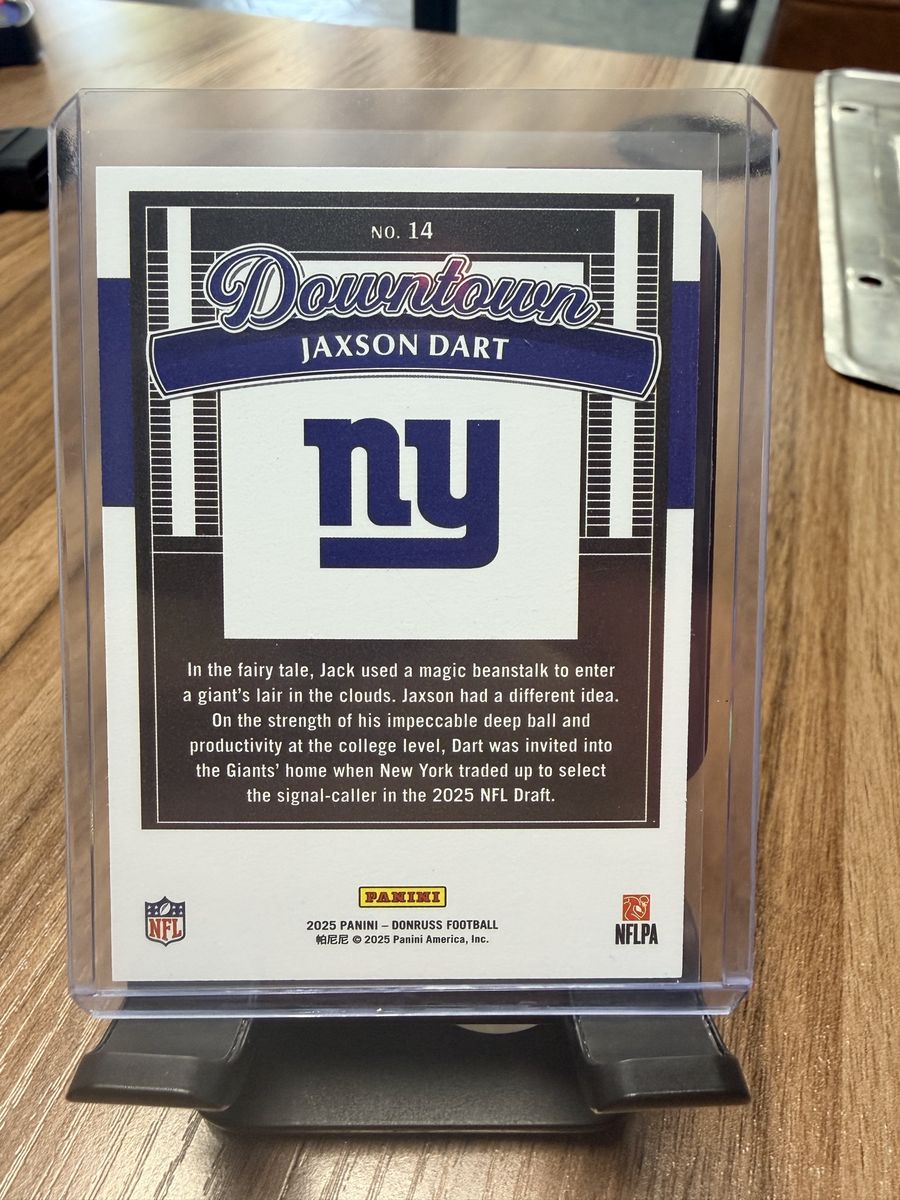 NO. 14
Downtown
JAXSON DART
ny
In the fairy tale, Jack used a magic beanstalk to enter
a giant's lair in the clouds. Jaxson had a different idea.
On the strength of his impeccable deep ball and
productivity at the college level, Dart was invited into
the Giants' home when New York traded up to select
the signal-caller in the 2025 NFL Draft.
PANINI
NFL
2025 PANINI – DONRUSS FOOTBALL
帕尼尼 © 2025 Panini America, Inc.
NFLPA